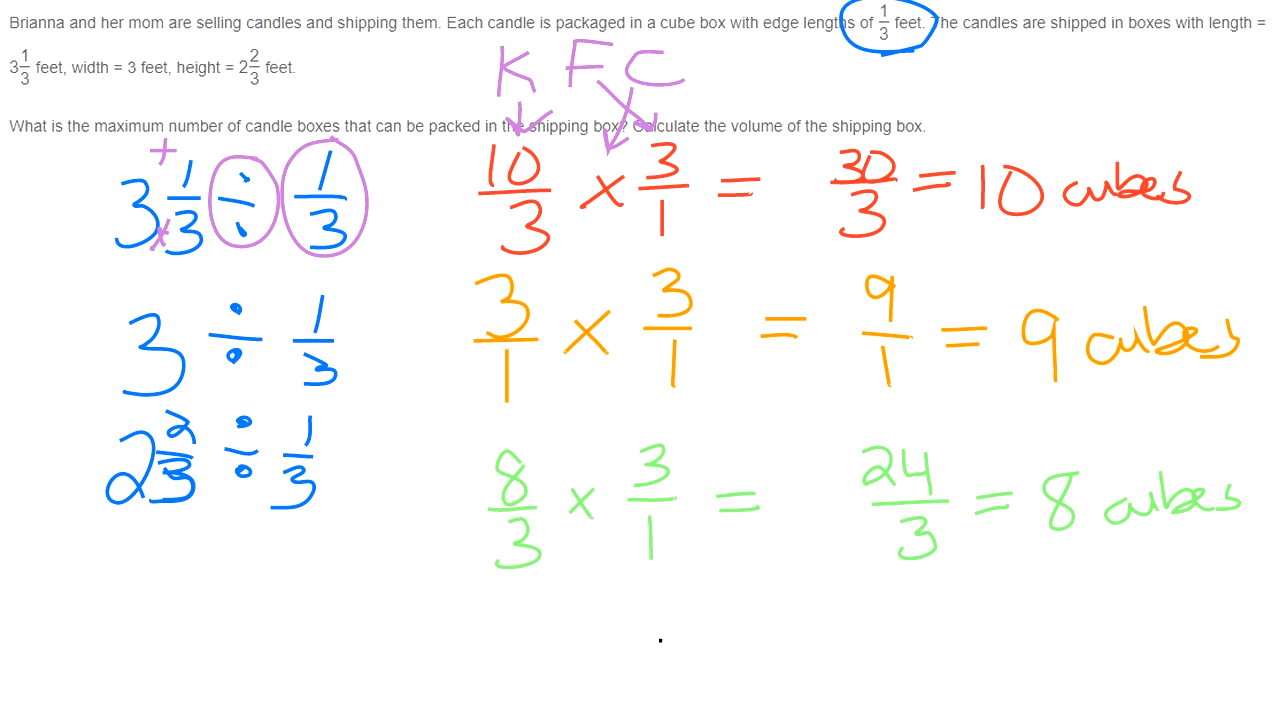 Brianna and her mom are selling candles and shipping them. Each candle is packaged in a cube box with edge lengths of 1/3 feet. The candles are shipped in boxes with length =
3 1/3 feet, width = 3 feet, height = 2 2/3 feet.
K F C
What is the maximum number of candle boxes that can be packed in the shipping box? Calculate the volume of the shipping box.
+
x
3 1/3 ÷ 1/3 10/3 × 3/1 = 30/3 = 10 cubes
3 ÷ 1/3 3/1 × 3/1 = 9/1 = 9 cubes
2 2/3 ÷ 1/3 8/3 × 3/1 = 24/3 = 8 cubes